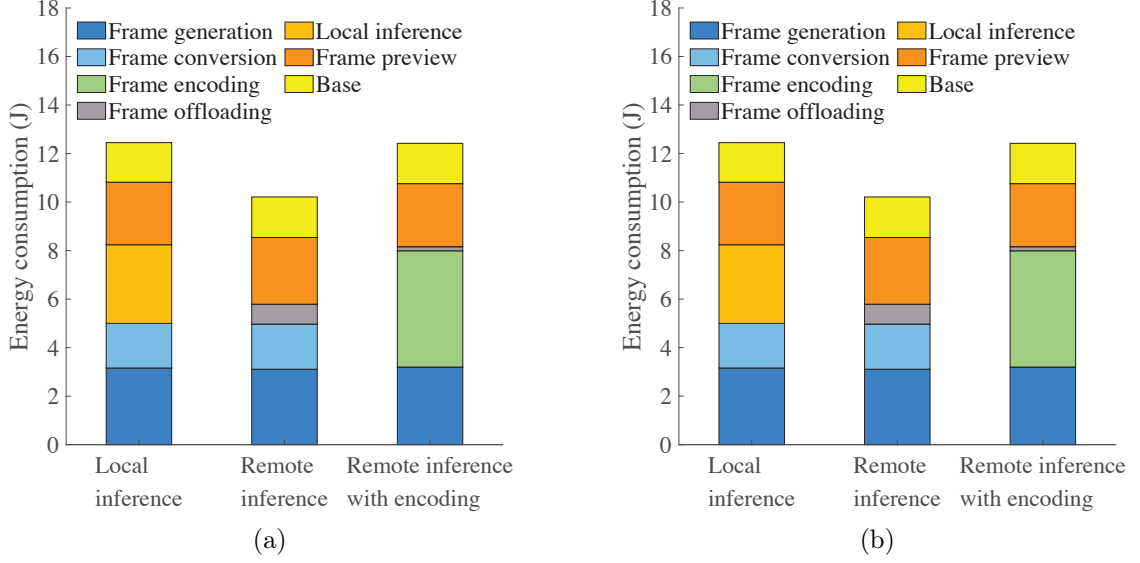 Energy consumption (J)
18
16
14
12
10
8
6
4
2
0
Frame generation
Frame conversion
Frame encoding
Frame offloading
Local inference
Frame preview
Base
Local
inference
Remote
inference
Remote inference
with encoding
(a)
Energy consumption (J)
18
16
14
12
10
8
6
4
2
0
Frame generation
Frame conversion
Frame encoding
Frame offloading
Local inference
Frame preview
Base
Local
inference
Remote
inference
Remote inference
with encoding
(b)